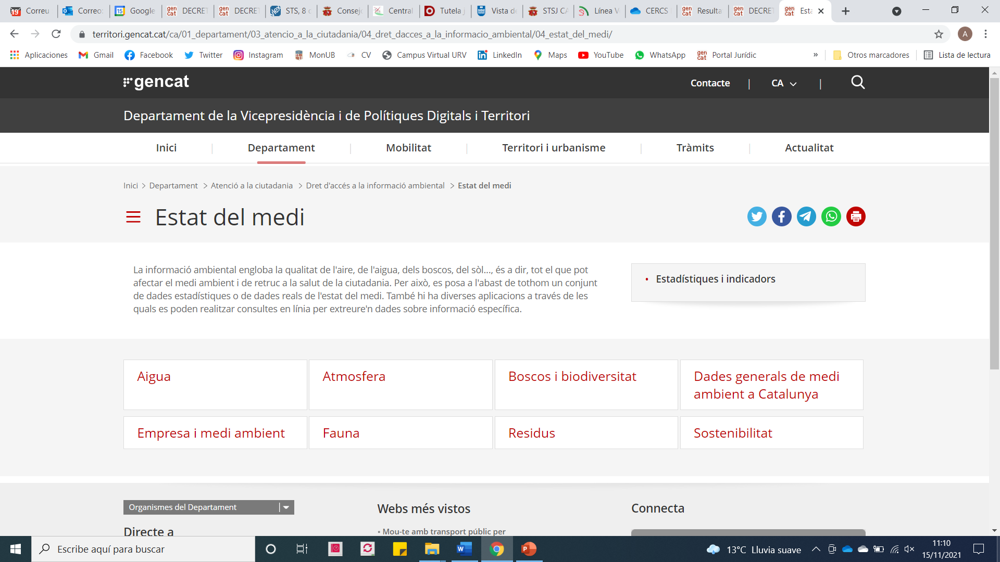 Correu
Correo
Google
DECRET
DECRET
STS, 8 d
Consej
Central
Tutela j
Vista d
STSJ CA
Línea V
CERCS
Resulta
DECRET
Esta
territori.gencat.cat/ca/01_departament/03_atencio_a_la_ciutadania/04_dret_dacces_a_la_informacio_ambiental/04_estat_del_medi/
A
Aplicaciones Gmail Facebook Twitter Instagram MonUB CV Campus Virtual URV LinkedIn Maps YouTube WhatsApp Portal Jurídic » Otros marcadores Lista de lectura
gencat
Contacte | CA |
Departament de la Vicepresidència i de Polítiques Digitals i Territori
Inici | Departament | Mobilitat | Territori i urbanisme | Tràmits | Actualitat
Inici > Departament > Atenció a la ciutadania > Dret d'accés a la informació ambiental > Estat del medi
Estat del medi
La informació ambiental engloba la qualitat de l'aire, de l'aigua, dels boscos, del sòl..., és a dir, tot el que pot
afectar el medi ambient i de retruc a la salut de la ciutadania. Per això, es posa a l'abast de tothom un conjunt
de dades estadístiques o de dades reals de l'estat del medi. També hi ha diverses aplicacions a través de les
quals es poden realitzar consultes en línia per extreure'n dades sobre informació específica.
• Estadístiques i indicadors
Aigua
Atmosfera
Boscos i biodiversitat
Dades generals de medi
ambient a Catalunya
Empresa i medi ambient
Fauna
Residus
Sostenibilitat
Organismes del Departament
Directe a
Webs més vistos
• Mou-te amb transport públic per
Connecta
Escribe aquí para buscar
13°C Lluvia suave
11:10
15/11/2021